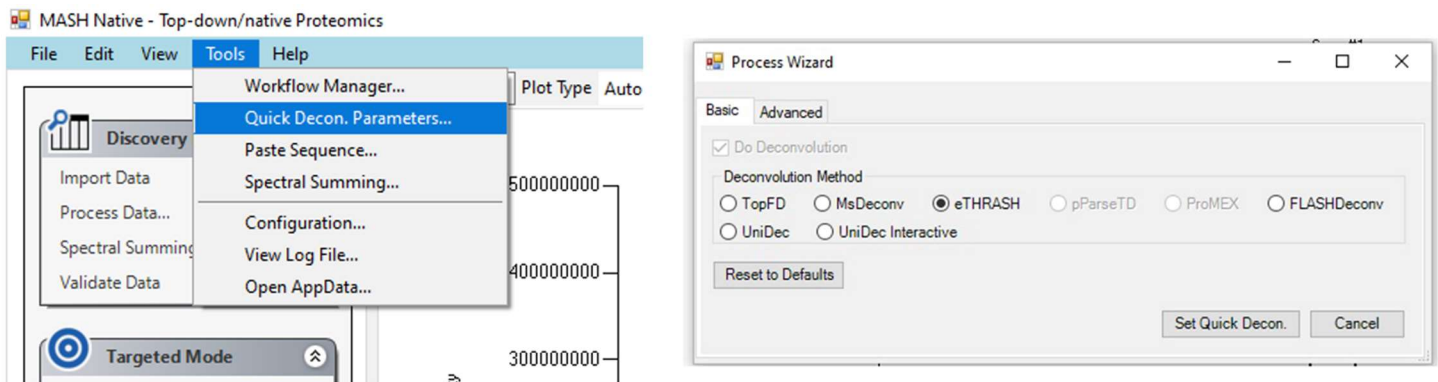 MASH Native - Top-down/native Proteomics
File Edit View Tools Help
Workflow Manager...
Plot Type Auto
Quick Decon. Parameters...
Discovery
Paste Sequence...
Import Data
Spectral Summing...
500000000
Process Data...
Configuration...
Spectral Summing
View Log File...
400000000
Validate Data
Open AppData...
Targeted Mode
300000000
Process Wizard
Basic Advanced
Do Deconvolution
Deconvolution Method
TopFD MsDeconv eTHRASH pParseTD ProMEX FLASHDeconv
UniDec UniDec Interactive
Reset to Defaults
Set Quick Decon. Cancel